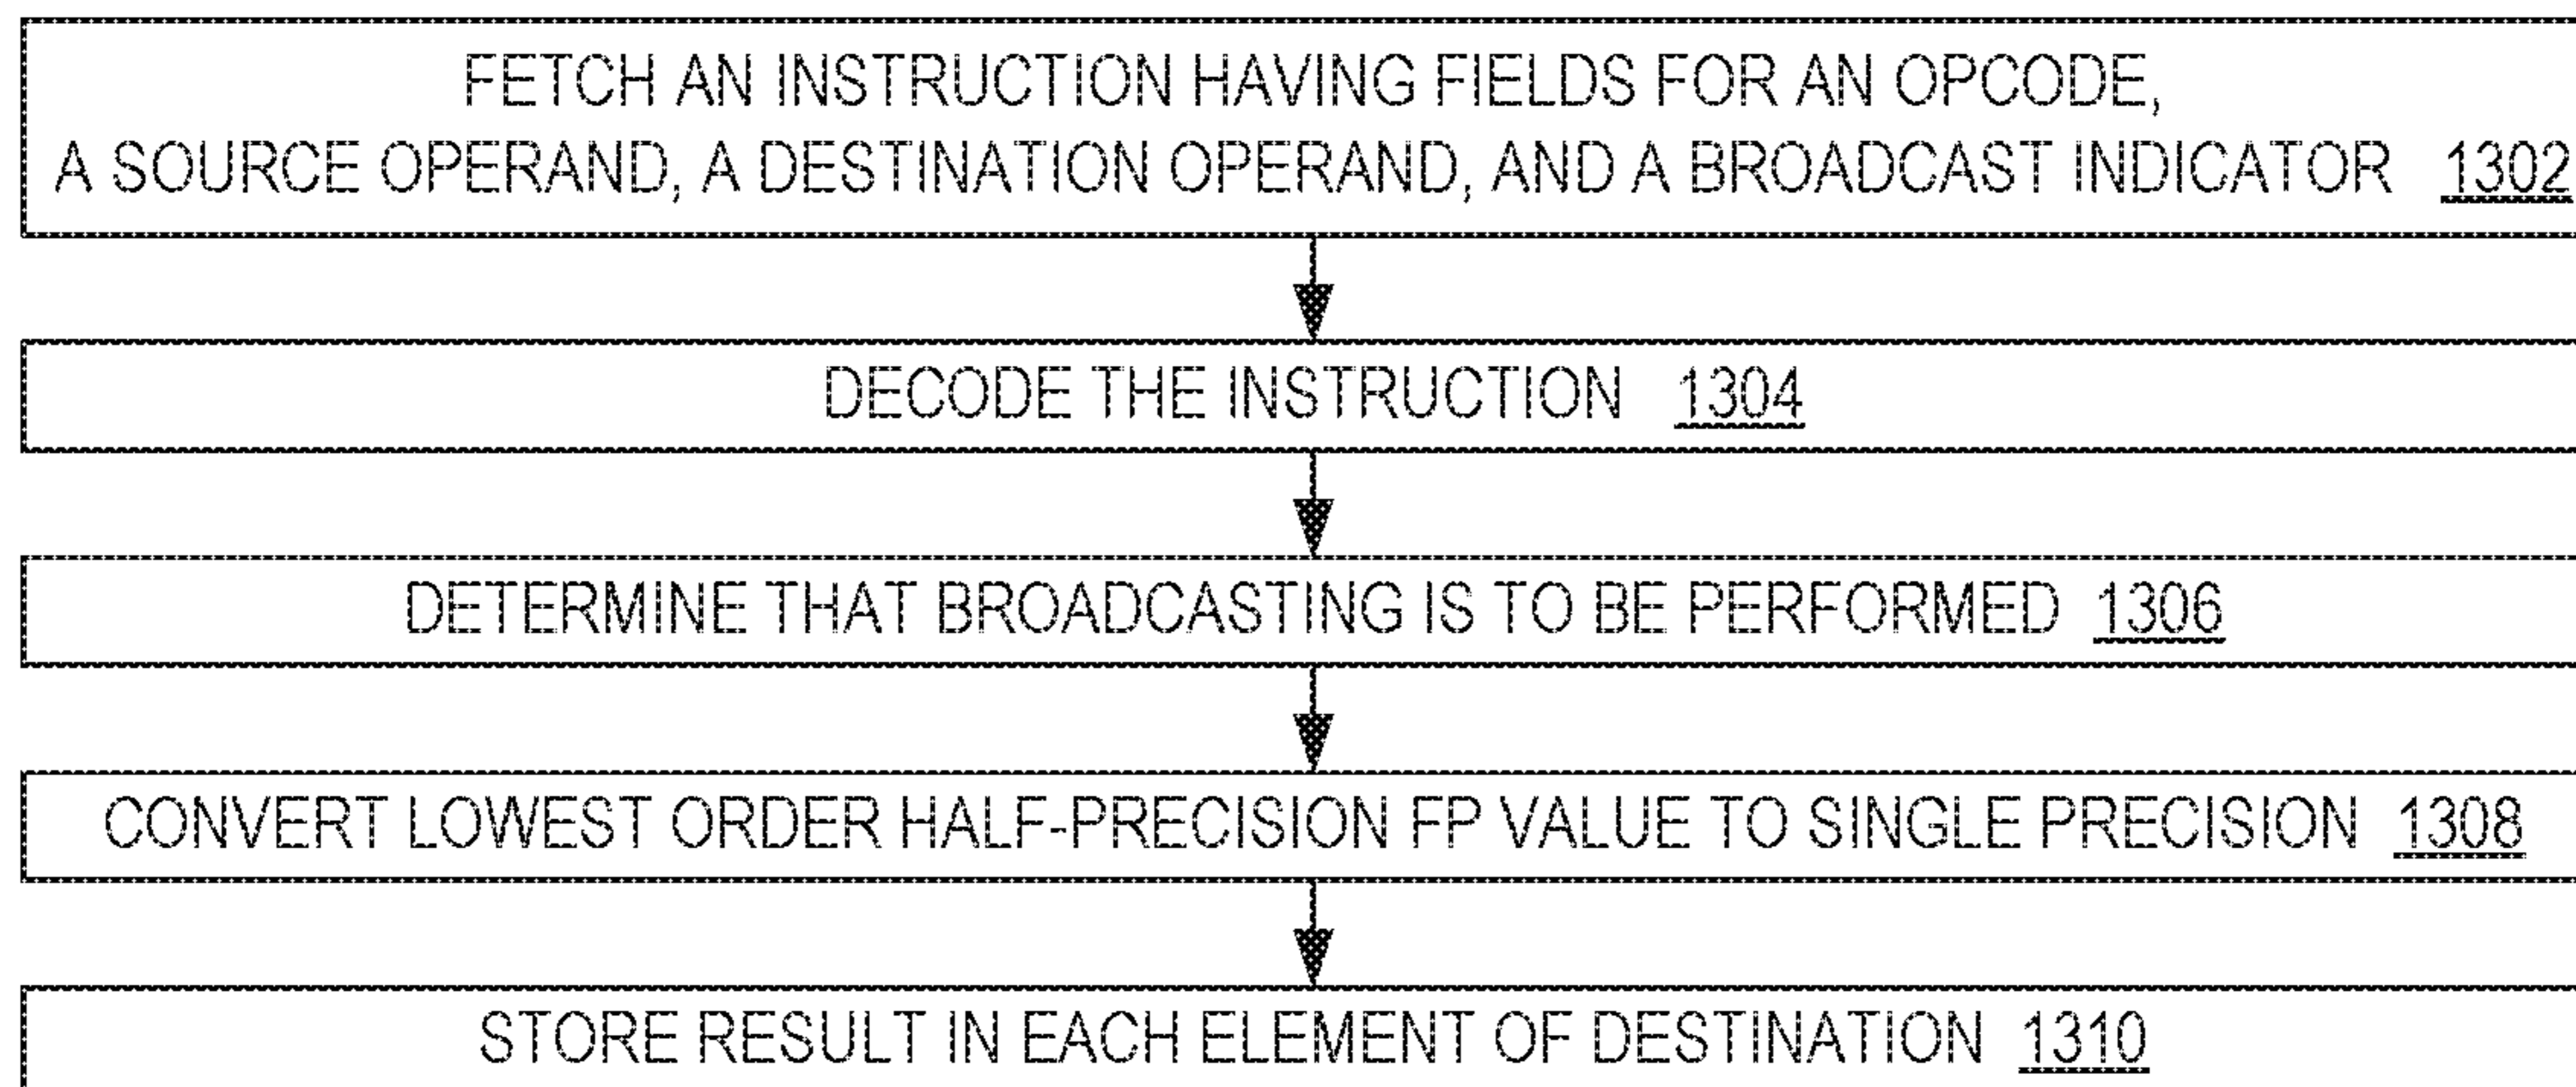 FETCH AN INSTRUCTION HAVING FIELDS FOR AN OPCODE,
A SOURCE OPERAND, A DESTINATION OPERAND, AND A BROADCAST INDICATOR 1302
DECODE THE INSTRUCTION 1304
DETERMINE THAT BROADCASTING IS TO BE PERFORMED 1306
CONVERT LOWEST ORDER HALF-PRECISION FP VALUE TO SINGLE PRECISION 1308
STORE RESULT IN EACH ELEMENT OF DESTINATION 1310